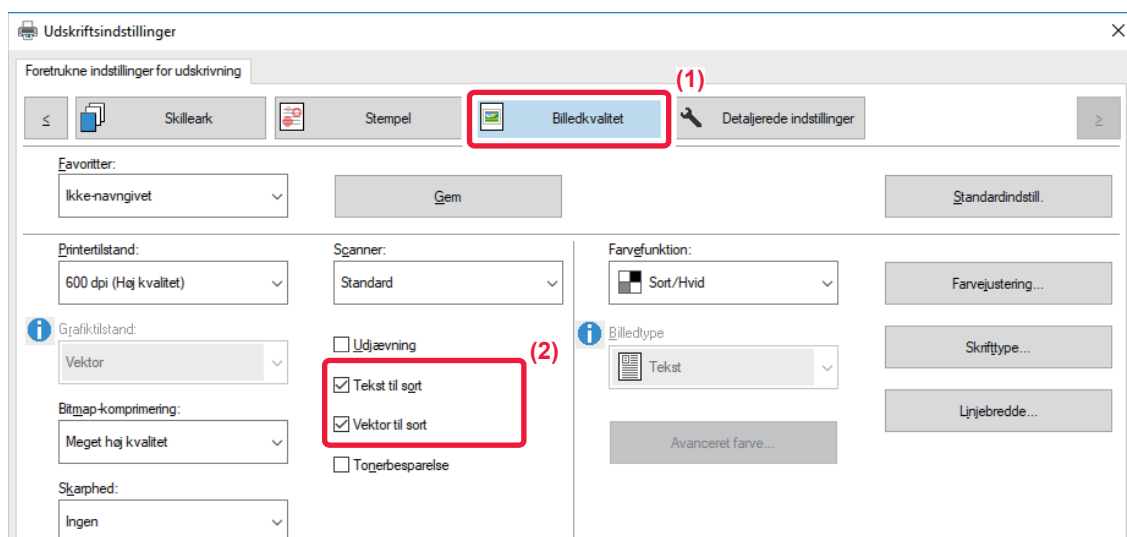 Udskriftsindstillinger
Foretrukne indstillinger for udskrivning
(1)
≤ Skilleark Stempel Billedkvalitet Detaljerede indstillinger ≥
Favoritter:
Ikke-navngivet Gem Standardindstill.
Printertilstand: Scanner: Farvefunktion:
600 dpi (Høj kvalitet) Standard Sort/Hvid Farvejustering...
Grafiktilstand: Udjævning Billedtype
(2)
Vektor Tekst Skrifttype...
Tekst til sort
Bitmap-komprimering: Vektor til sort Linjebredde...
Meget høj kvalitet Avanceret farve...
Tonerbesparelse
Skarphed:
Ingen